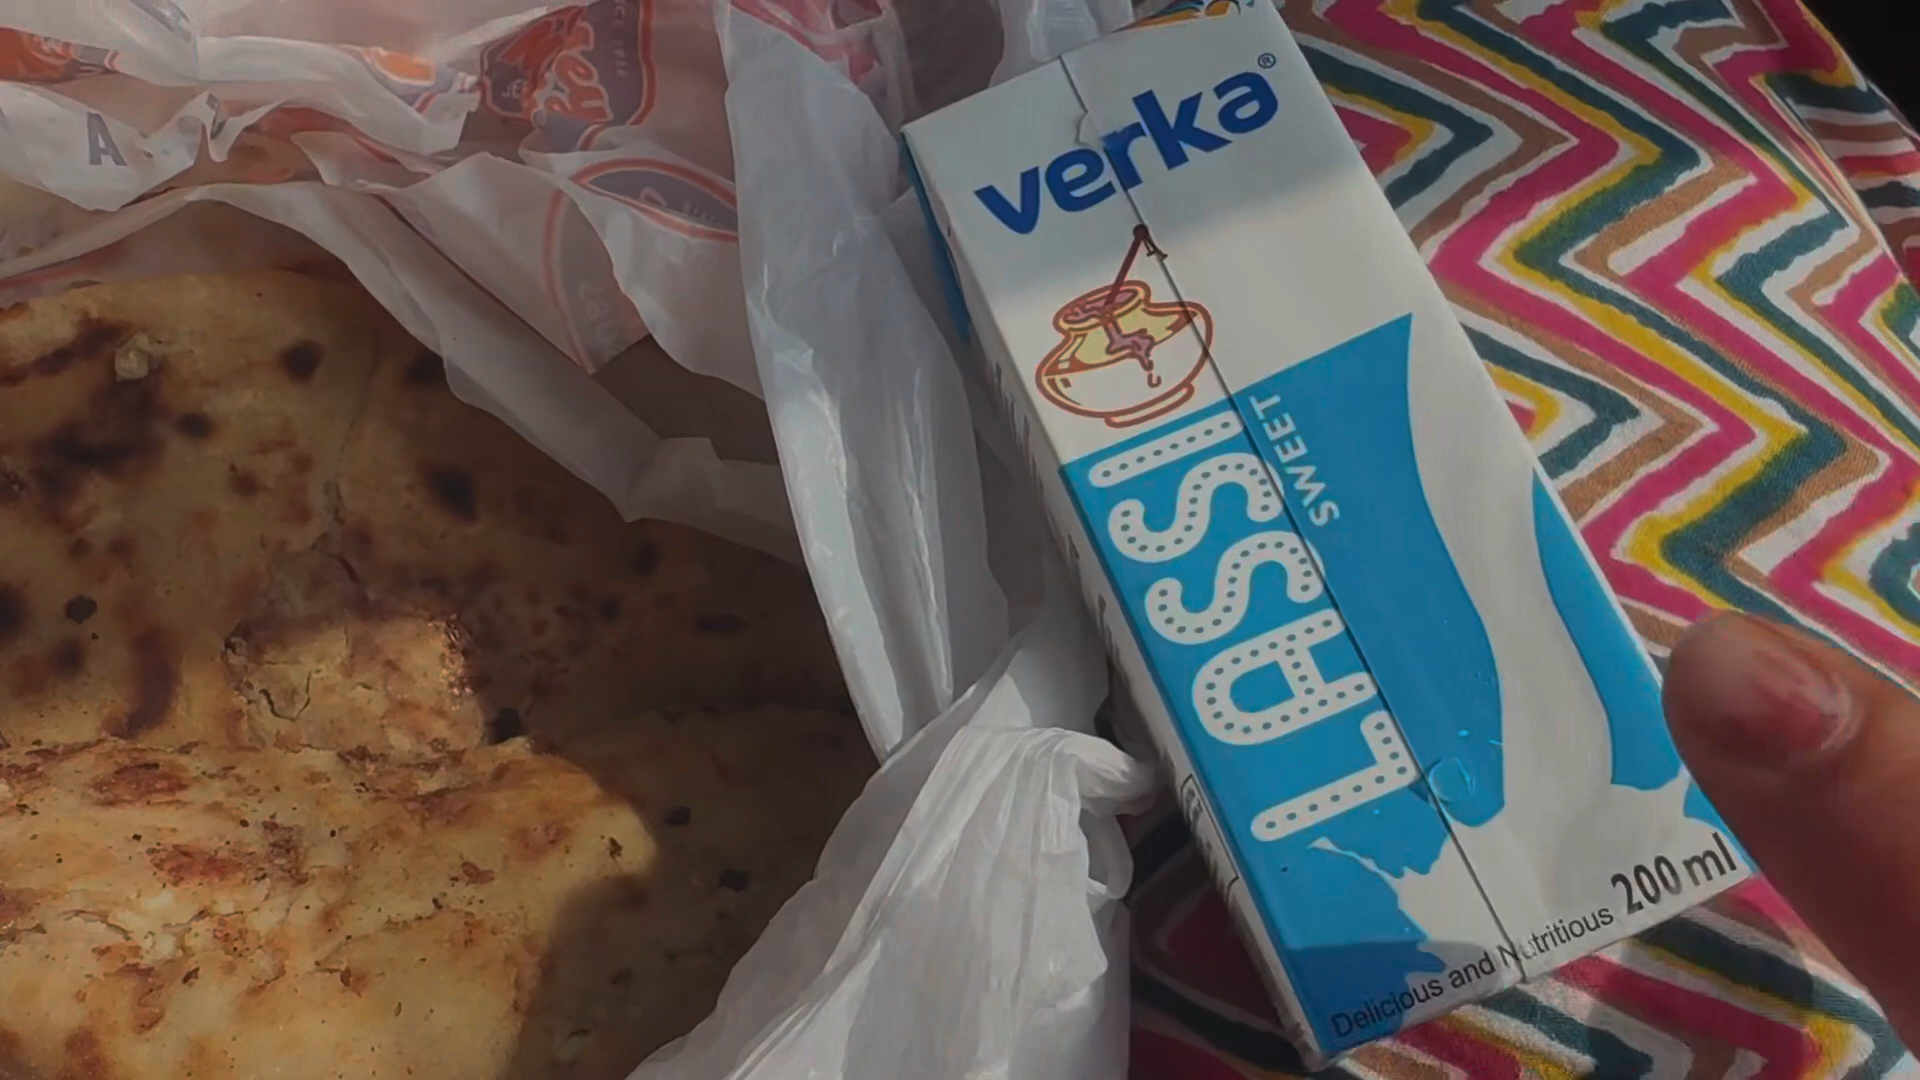 A
verka®
LASSI
SWEET
Delicious and Nutritious 200 ml